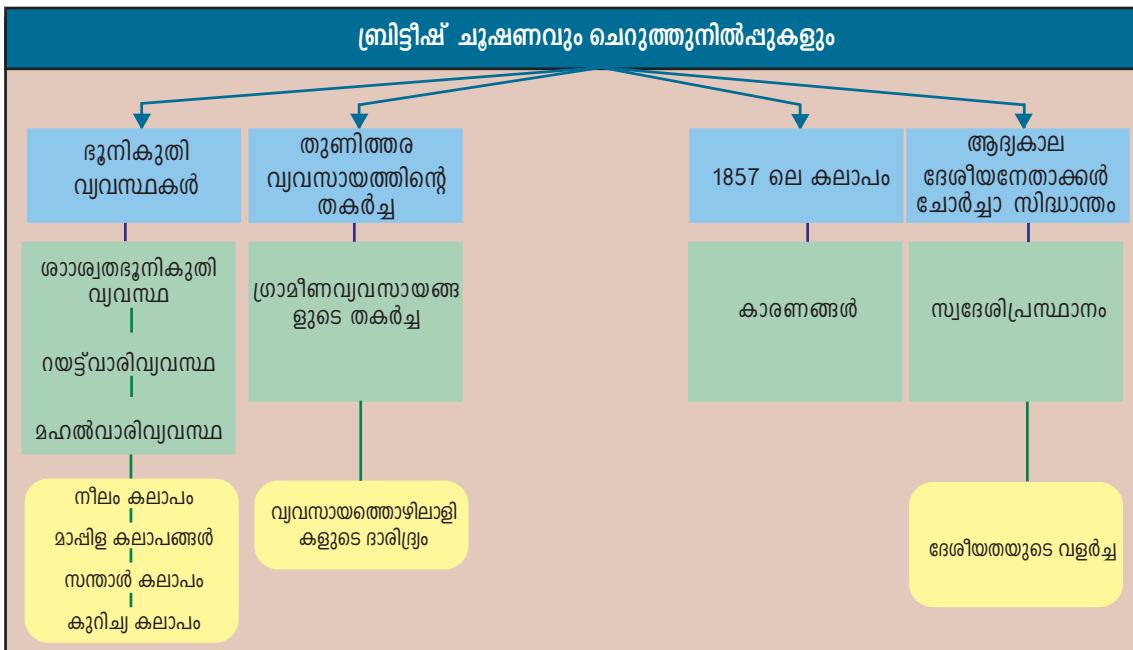 ബ്രിട്ടീഷ് ചൂഷണവും ചെറുത്തുനിൽപ്പുകളും
ഭൂനികുതി
വ്യവസ്ഥകൾ
ശാാശ്വതഭൂനികുതി
വ്യവസ്ഥ
റയട്ട്‌വാരിവ്യവസ്ഥ
മഹൽവാരിവ്യവസ്ഥ
നീലം കലാപം
മാപ്പിള കലാപങ്ങൾ
സന്താൾ കലാപം
കുറിച്യ കലാപം
തുണിത്തര
വ്യവസായത്തിന്റെ
തകർച്ച
ഗ്രാമീണവ്യവസായങ്ങ
ളുടെ തകർച്ച
വ്യവസായത്തൊഴിലാളി
കളുടെ ദാരിദ്ര്യം
1857 ലെ കലാപം
കാരണങ്ങൾ
ആദ്യകാല
ദേശീയനേതാക്കൾ
ചോർച്ചാ സിദ്ധാന്തം
സ്വദേശിപ്രസ്ഥാനം
ദേശീയതയുടെ വളർച്ച